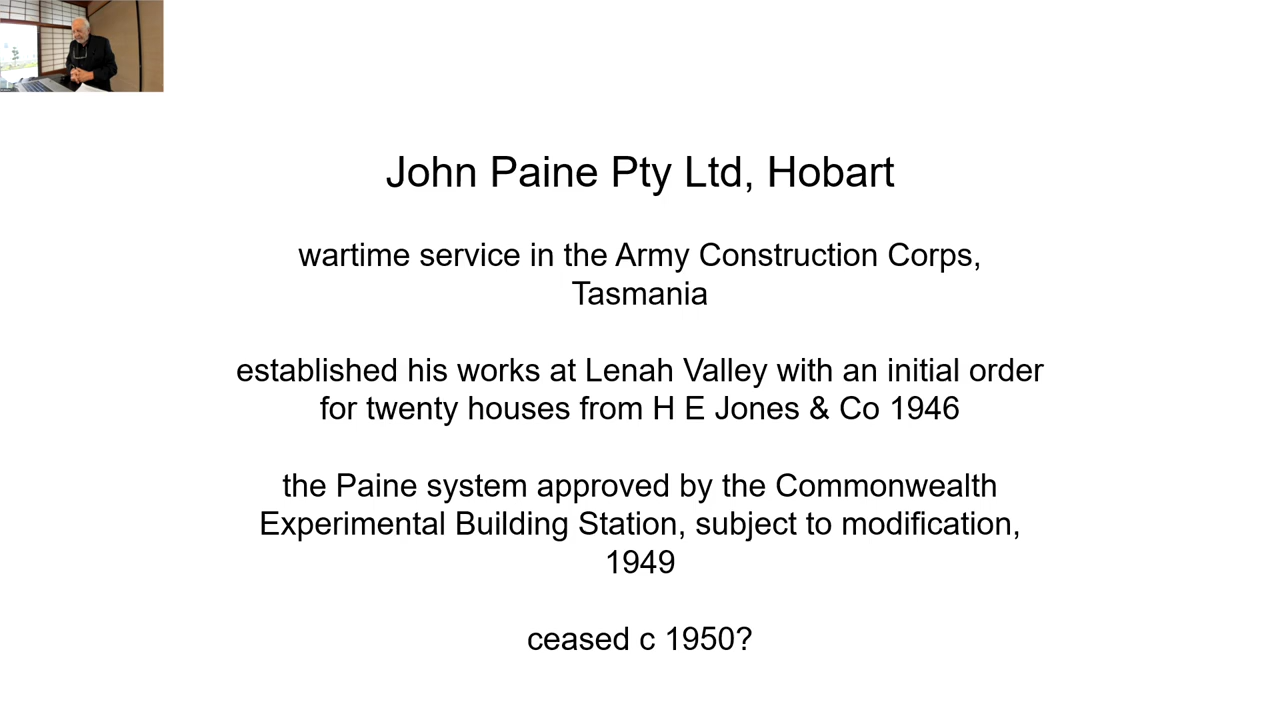 John Paine Pty Ltd, Hobart
wartime service in the Army Construction Corps,
Tasmania
established his works at Lenah Valley with an initial order
for twenty houses from H E Jones & Co 1946
the Paine system approved by the Commonwealth
Experimental Building Station, subject to modification,
1949
ceased c 1950?